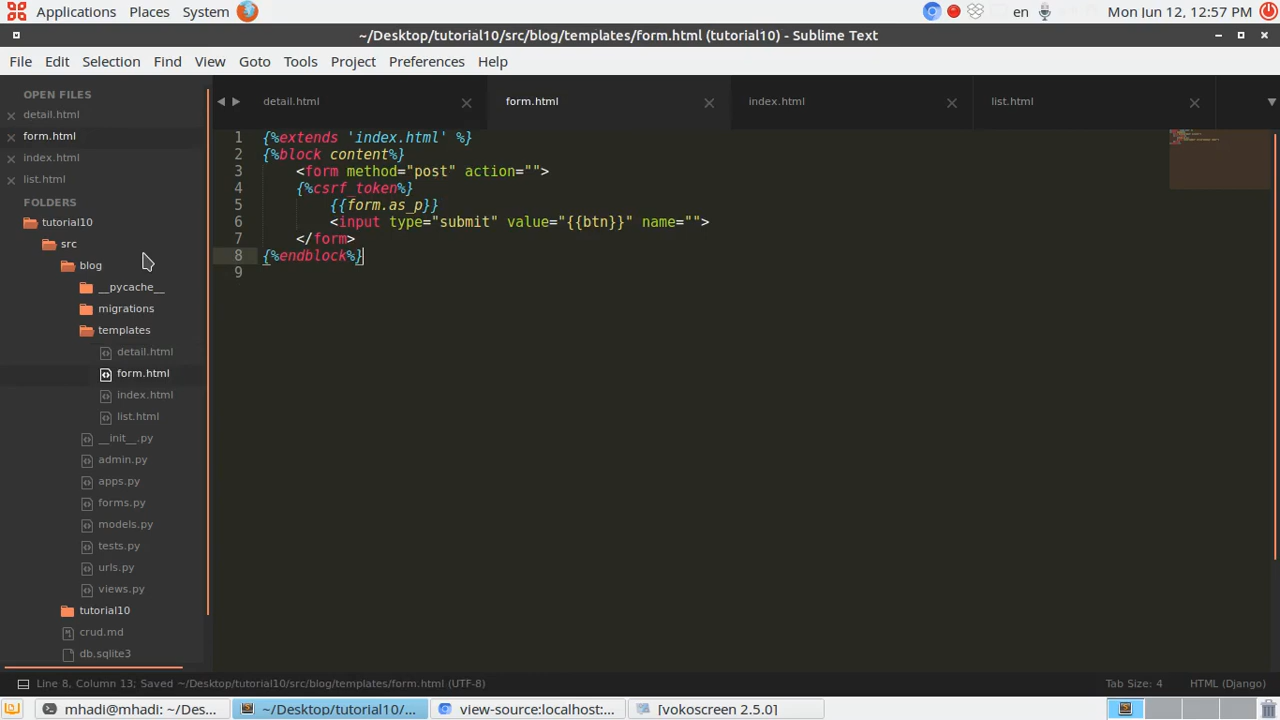 Applications Places System en Mon Jun 12, 12:57 PM
~/Desktop/tutorial10/src/blog/templates/form.html (tutorial10) - Sublime Text
File Edit Selection Find View Goto Tools Project Preferences Help
OPEN FILES
detail.html
form.html
index.html
list.html
FOLDERS
tutorial10
src
blog
__pycache__
migrations
templates
detail.html
form.html
index.html
list.html
__init__.py
admin.py
apps.py
forms.py
models.py
tests.py
urls.py
views.py
tutorial10
crud.md
db.sqlite3
detail.html form.html index.html list.html
1 {%extends 'index.html' %}
2 {%block content%}
3 <form method="post" action="">
4 {%csrf_token%}
5 {{form.as_p}}
6 <input type="submit" value="{{btn}}" name="">
7 </form>
8 {%endblock%}
9
Line 8, Column 13; Saved ~/Desktop/tutorial10/src/blog/templates/form.html (UTF-8) Tab Size: 4 HTML (Django)
mhadi@mhadi: ~/Des... ~/Desktop/tutorial10/... view-source:localhost:... [vokoscreen 2.5.0]